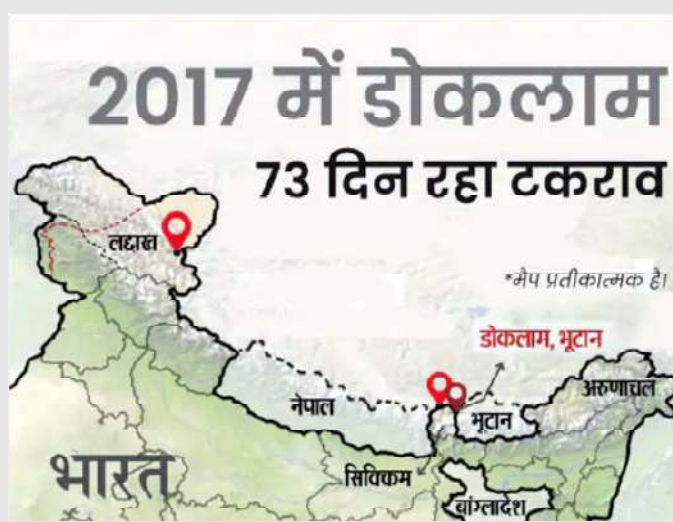 2017 में डोकलाम
73 दिन रहा टकराव
लद्दाख
*मैप प्रतीकात्मक है।
डोकलाम, भूटान
अरुणाचल
नेपाल
भूटान
भारत
सिक्किम
बांग्लादेश